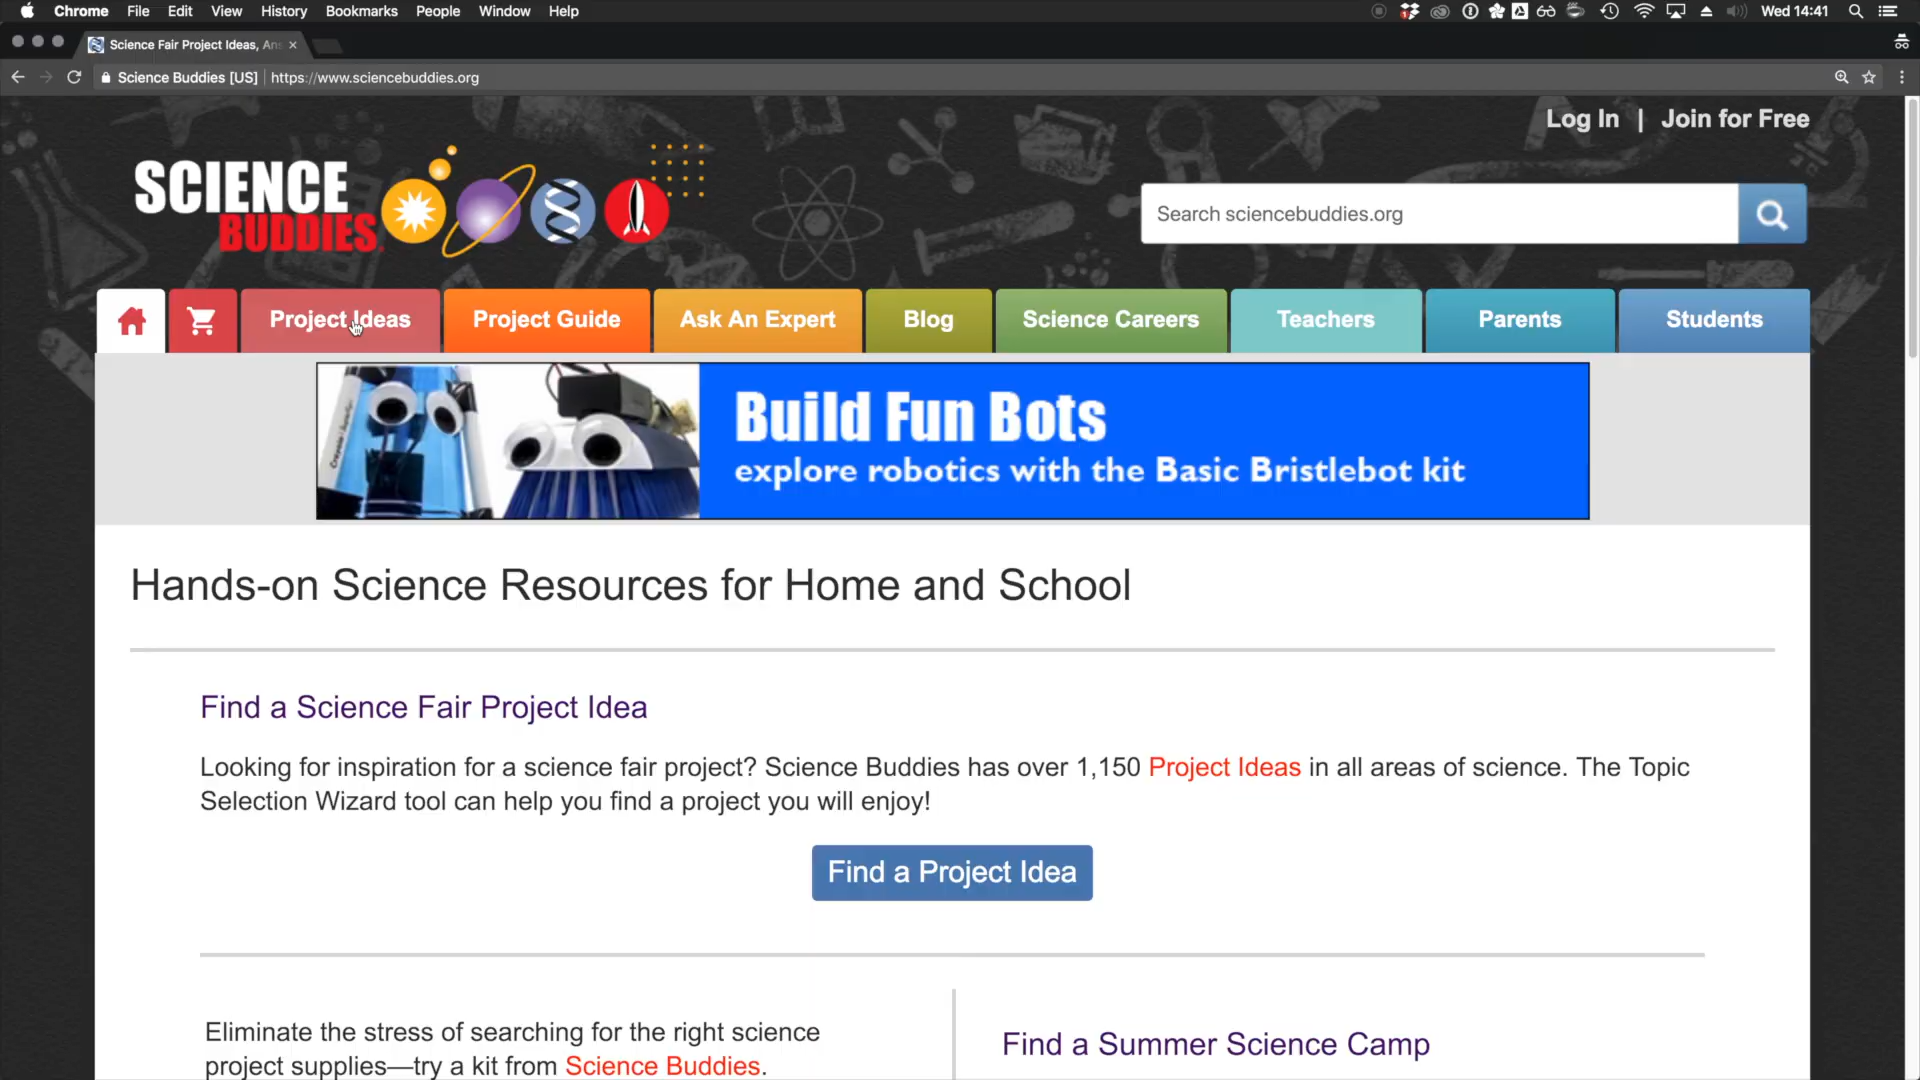 Chrome File Edit View History Bookmarks People Window Help Wed 14:41
Science Fair Project Ideas, An
Science Buddies [US] https://www.sciencebuddies.org
Log In | Join for Free
SCIENCE
BUDDIES
Search sciencebuddies.org
Project Ideas Project Guide Ask An Expert Blog Science Careers Teachers Parents Students
Build Fun Bots
explore robotics with the Basic Bristlebot kit
Hands-on Science Resources for Home and School
Find a Science Fair Project Idea
Looking for inspiration for a science fair project? Science Buddies has over 1,150 Project Ideas in all areas of science. The Topic
Selection Wizard tool can help you find a project you will enjoy!
Find a Project Idea
Eliminate the stress of searching for the right science
project supplies—try a kit from Science Buddies.
Find a Summer Science Camp